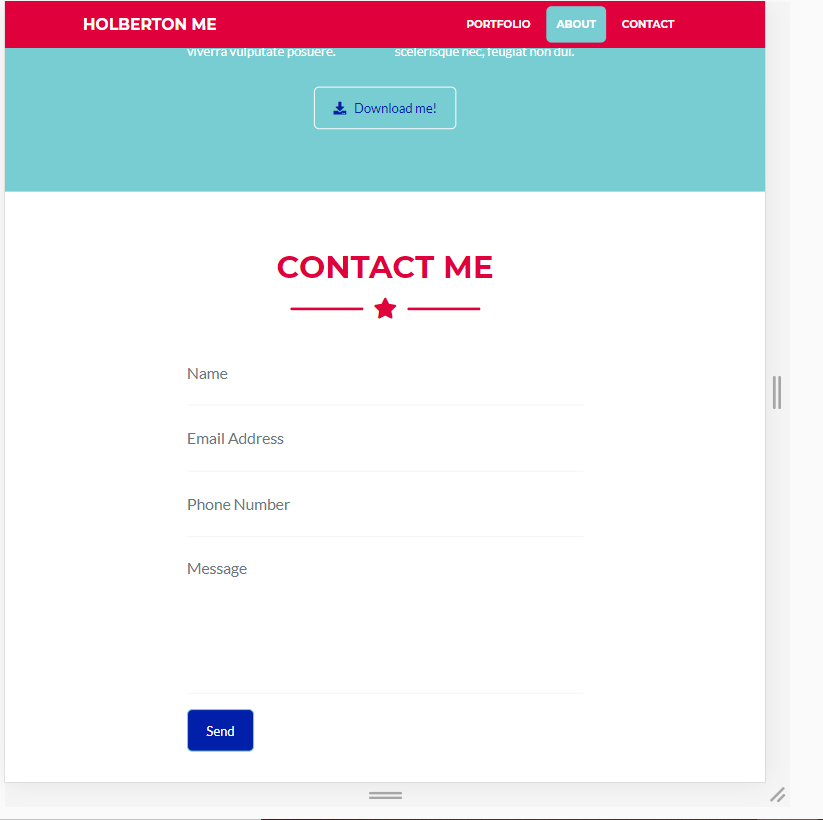 HOLBERTON ME PORTFOLIO ABOUT CONTACT
viverra vulputate posuere. scelerisque nec, feugiat non dui.
Download me!
CONTACT ME
Name
Email Address
Phone Number
Message
Send